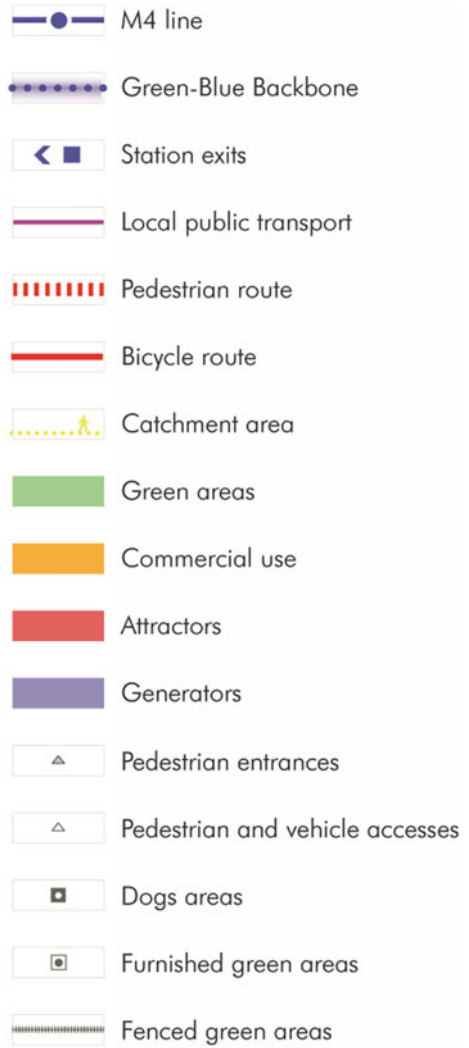 M4 line
Green-Blue Backbone
Station exits
Local public transport
Pedestrian route
Bicycle route
Catchment area
Green areas
Commercial use
Attractors
Generators
Pedestrian entrances
Pedestrian and vehicle accesses
Dogs areas
Furnished green areas
Fenced green areas